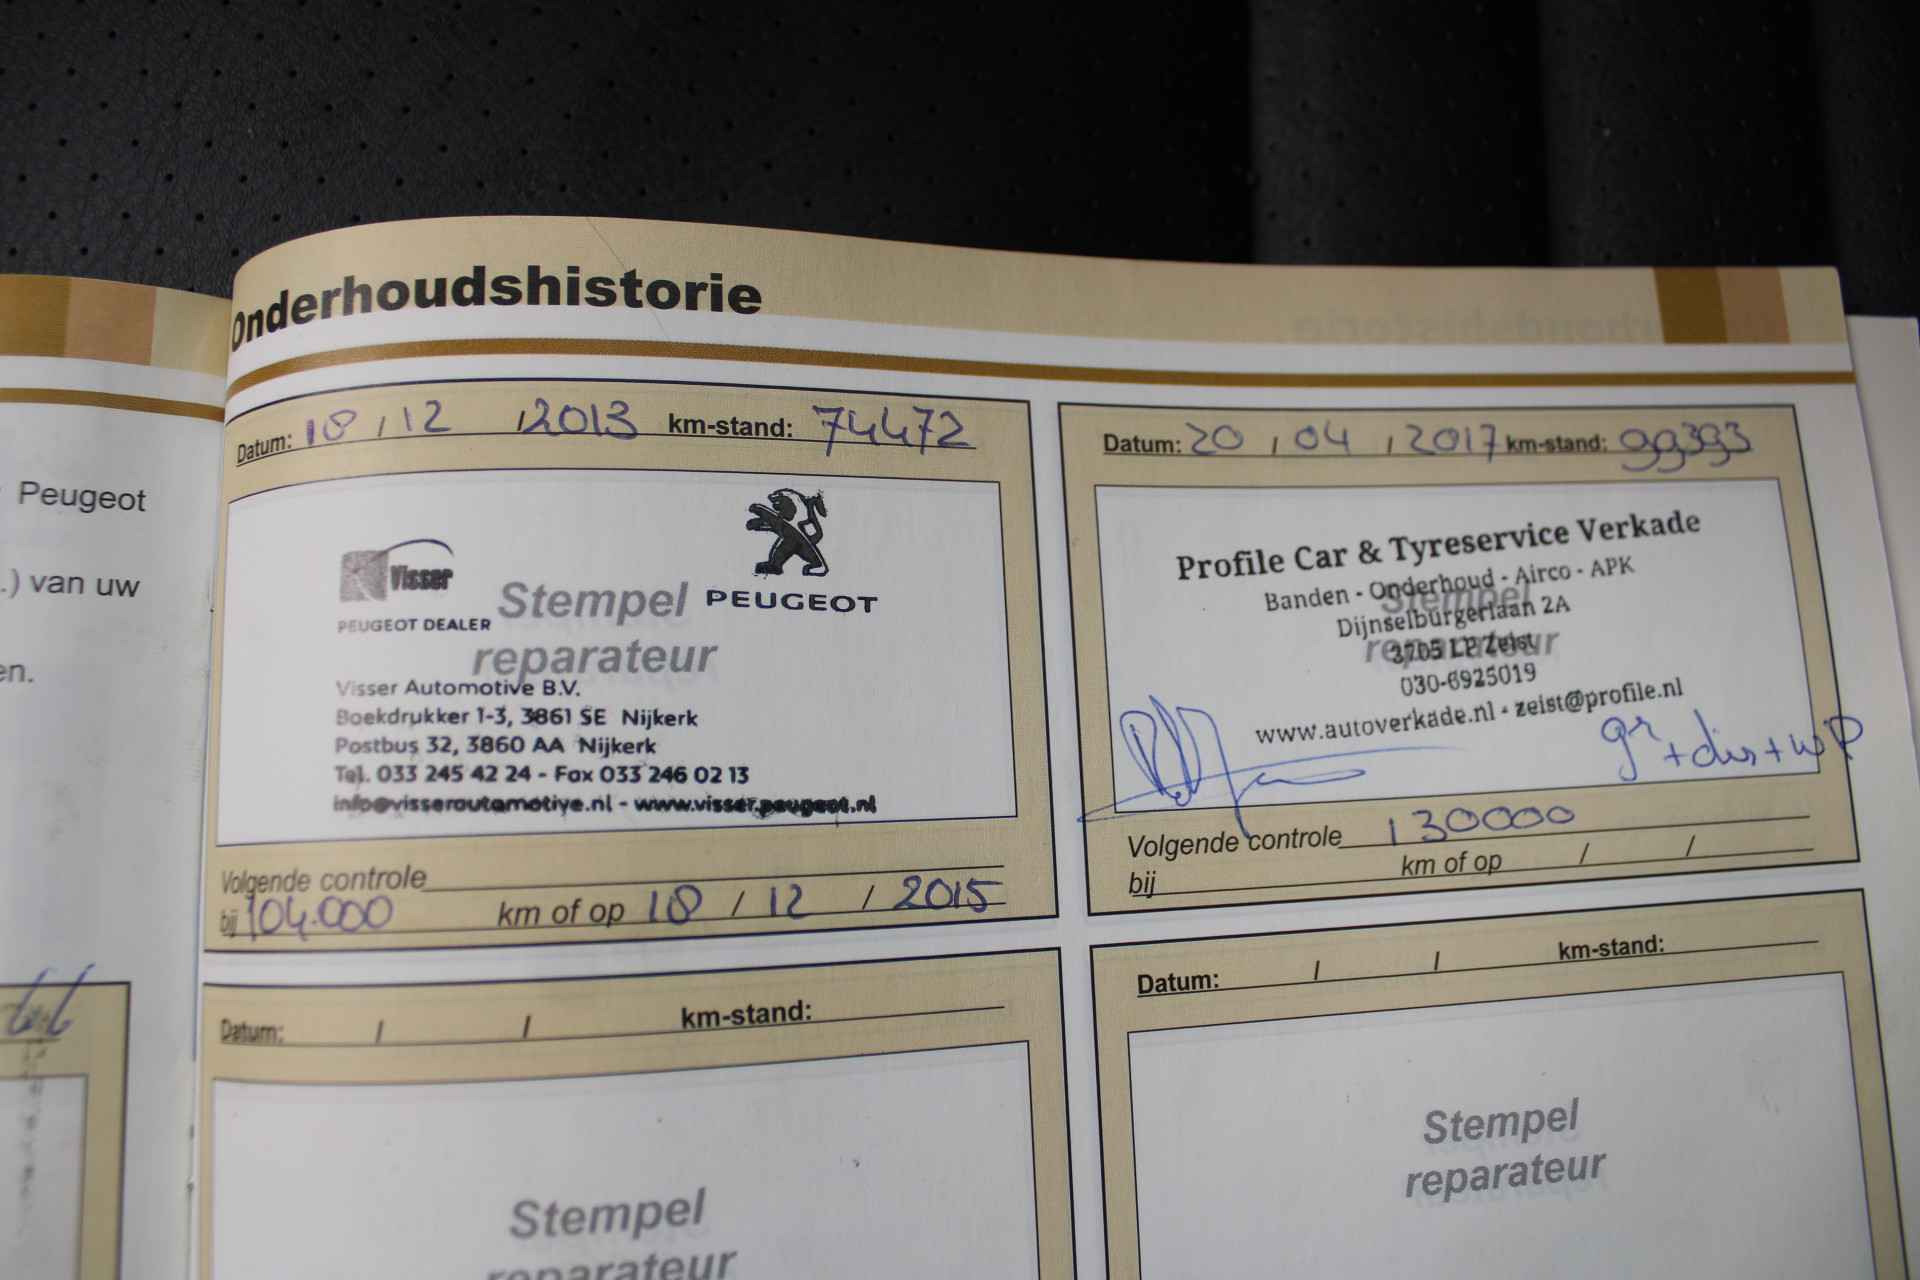 Peugeot
.) van uw
en.
Onderhoudshistorie
Datum: 18 / 12 / 2013 km-stand: 74472
Visser
PEUGEOT DEALER
PEUGEOT
Stempel
reparateur
Visser Automotive B.V.
Boekdrukker 1-3, 3861 SE Nijkerk
Postbus 32, 3860 AA Nijkerk
Tel. 033 245 42 24 - Fax 033 246 02 13
info@visserautomotive.nl - www.visser.peugeot.nl
Volgende controle
bij 104.000 km of op 18 / 12 / 2015
Datum: 20 / 04 / 2017 km-stand: 99393
Profile Car & Tyreservice Verkade
Banden - Onderhoud - Airco - APK
Stempel
Dijnselburgerlaan 2A
reparateur
3705 LP Zeist
030-6925019
www.autoverkade.nl - zeist@profile.nl
gr + dis + WP
Volgende controle 130000
bij km of op / /
Datum: / / km-stand:
Stempel
reparateur
Datum: / / km-stand:
Stempel
reparateur